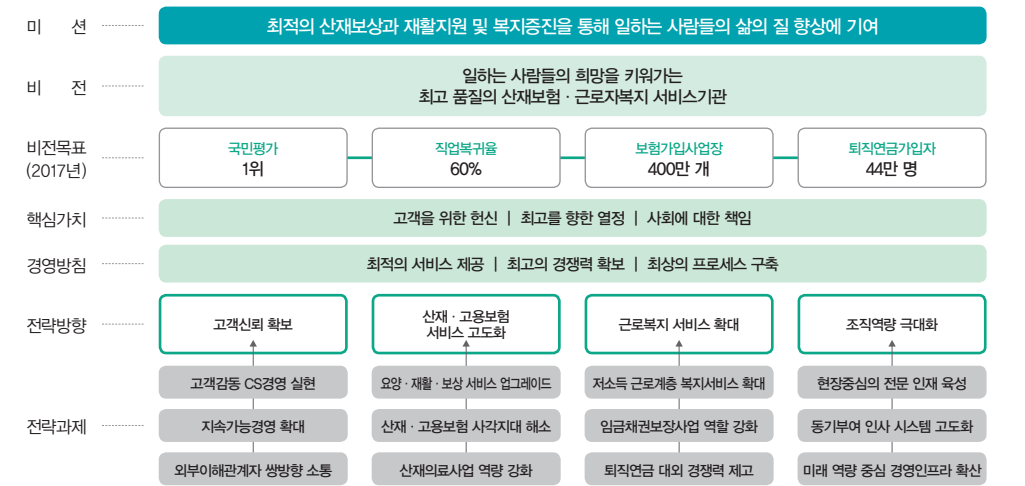 미 션
최적의 산재보상과 재활지원 및 복지증진을 통해 일하는 사람들의 삶의 질 향상에 기여
비 전
일하는 사람들의 희망을 키워가는
최고 품질의 산재보험 · 근로자복지 서비스기관
비전목표
(2017년)
국민평가
1위
직업복귀율
60%
보험가입사업장
400만 개
퇴직연금가입자
44만 명
핵심가치
고객을 위한 헌신 | 최고를 향한 열정 | 사회에 대한 책임
경영방침
최적의 서비스 제공 | 최고의 경쟁력 확보 | 최상의 프로세스 구축
전략방향
고객신뢰 확보
산재 · 고용보험
서비스 고도화
근로복지 서비스 확대
조직역량 극대화
전략과제
고객감동 CS경영 실현
요양 · 재활 · 보상 서비스 업그레이드
저소득 근로계층 복지서비스 확대
현장중심의 전문 인재 육성
지속가능경영 확대
산재 · 고용보험 사각지대 해소
임금채권보장사업 역할 강화
동기부여 인사 시스템 고도화
외부이해관계자 쌍방향 소통
산재의료사업 역량 강화
퇴직연금 대외 경쟁력 제고
미래 역량 중심 경영인프라 확산